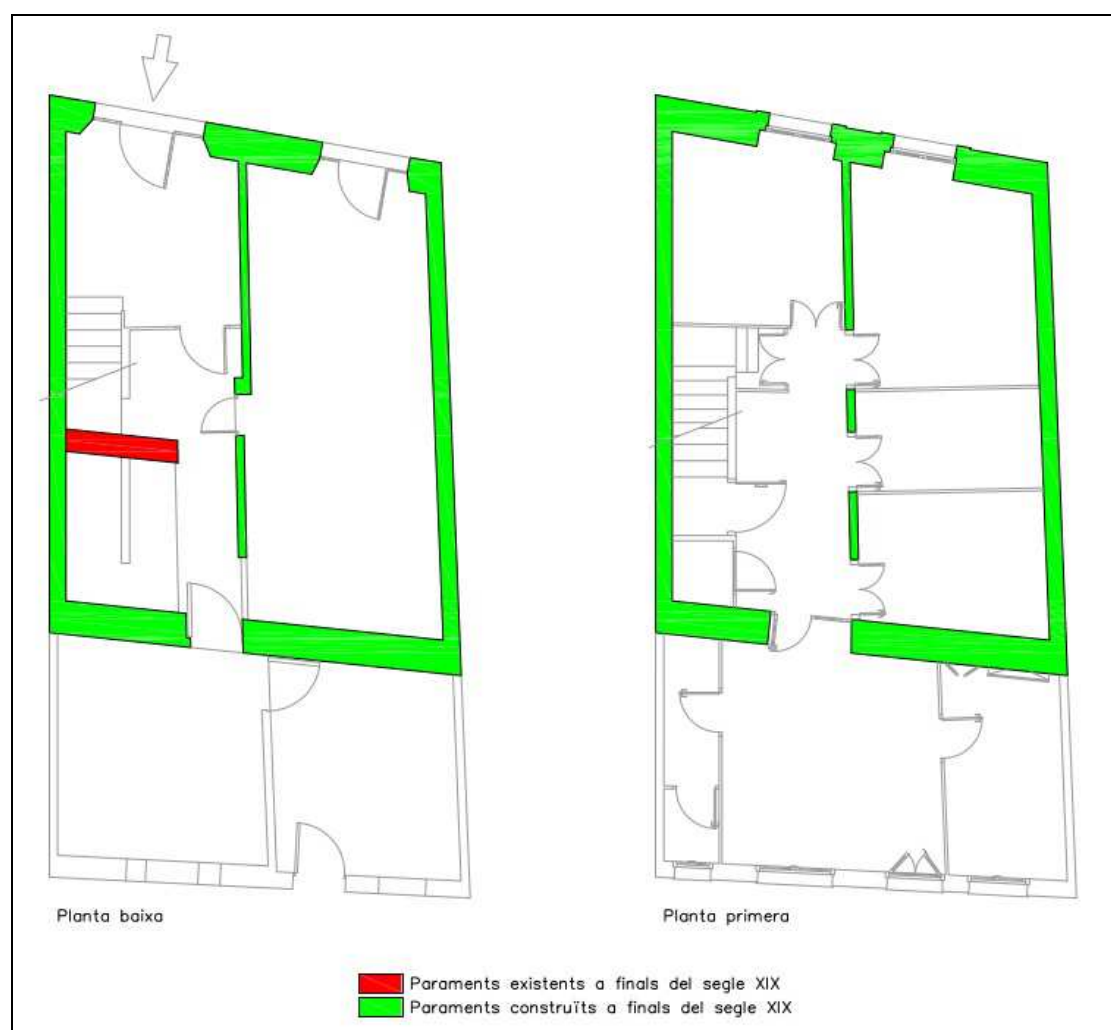 Planta baixa
Planta primera
Paraments existents a finals del segle XIX
Paraments construïts a finals del segle XIX